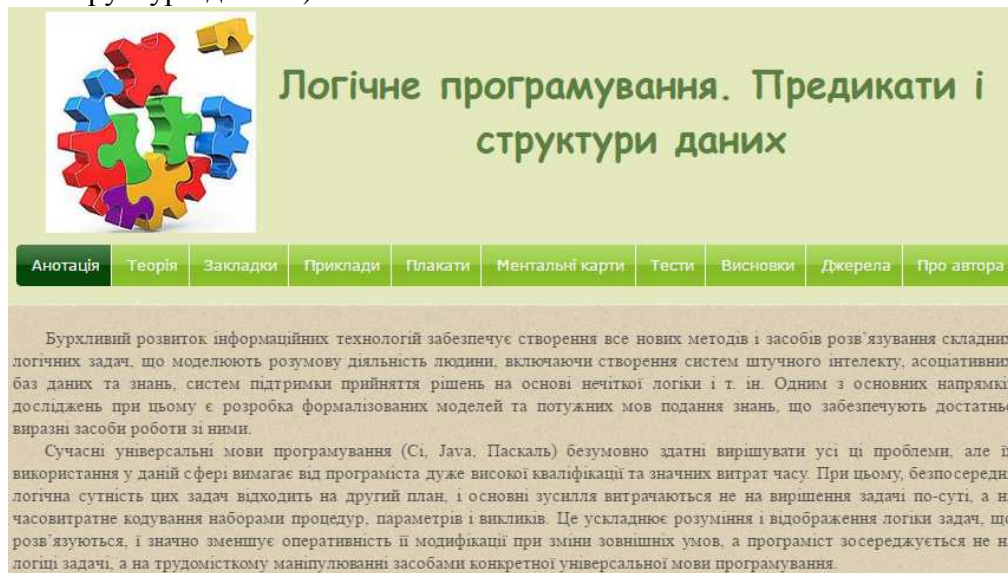 Логічне програмування. Предикати і
структури даних
Анотація Теорія Закладки Приклади Плакати Ментальні карти Тести Висновки Джерела Про автора
Бурхливий розвиток інформаційних технологій забезпечує створення все нових методів і засобів розв'язування складних
логічних задач, що моделюють розумову діяльність людини, включаючи створення систем штучного інтелекту, асоціативни
баз даних та знань, систем підтримки прийняття рішень на основі нечіткої логіки і т. ін. Одним з основних напрямкі
досліджень при цьому є розробка формалізованих моделей та потужних мов подання знань, що забезпечують достатнь
виразні засоби роботи зі ними.
Сучасні універсальні мови програмування (Сі, Java, Паскаль) безумовно здатні вирішувати усі ці проблеми, але ї
використання у даній сфері вимагає від програміста дуже високої кваліфікації та значних витрат часу. При цьому, безпосередн
логічна сутність цих задач відходить на другий план, і основні зусилля витрачаються не на вирішення задачі по-суті, а н
часовитратне кодування наборами процедур, параметрів і викликів. Це ускладнює розуміння і відображення логіки задач, що
розв'язуються, і значно зменшує оперативність її модифікації при зміни зовнішніх умов, а програміст зосереджується не н
логіці задачі, а на трудомісткому маніпулюванні засобами конкретної універсальної мови програмування.